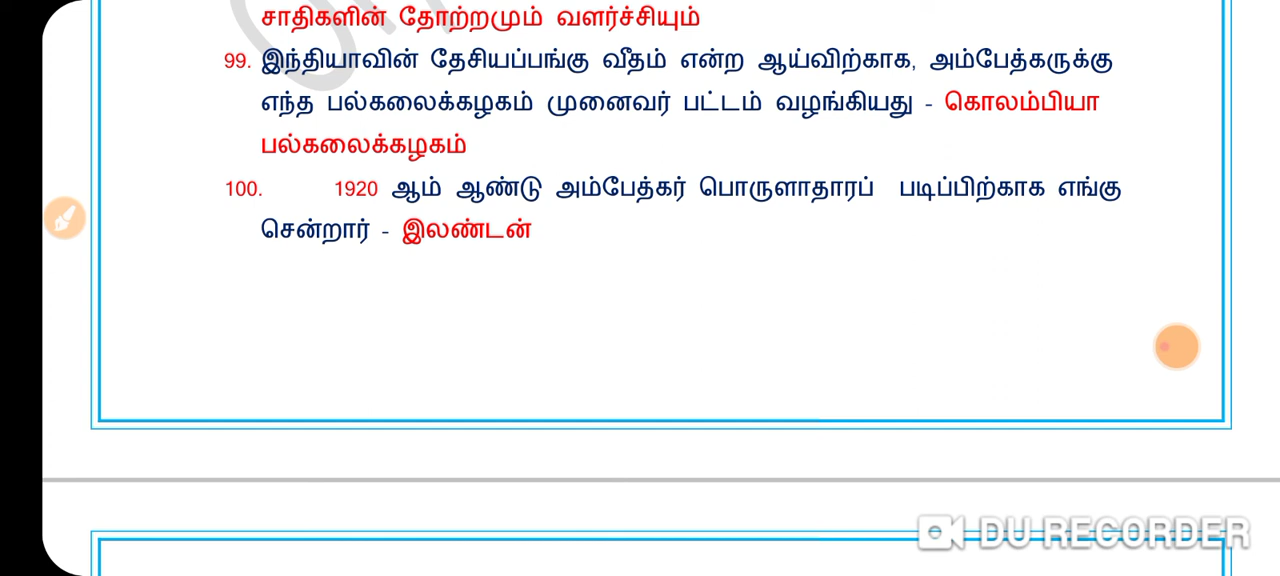 சாதிகளின் தோற்றமும் வளர்ச்சியும்
99. இந்தியாவின் தேசியப்பங்கு வீதம் என்ற ஆய்விற்காக, அம்பேத்கருக்கு
எந்த பல்கலைக்கழகம் முனைவர் பட்டம் வழங்கியது - கொலம்பியா
பல்கலைக்கழகம்
100. 1920 ஆம் ஆண்டு அம்பேத்கர் பொருளாதாரப் படிப்பிற்காக எங்கு
சென்றார் - இலண்டன்
DU RECORDER